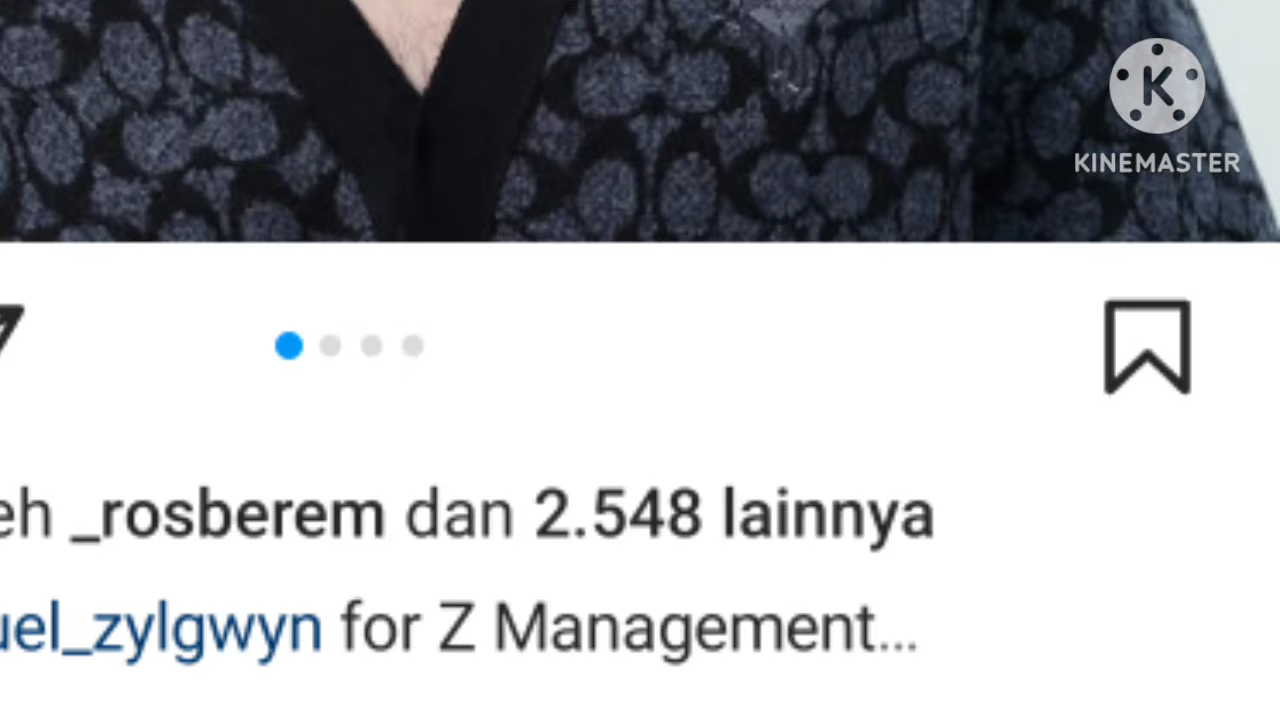 K
KINEMASTER
eh _rosberem dan 2.548 lainnya
uel_zylgwyn for Z Management...